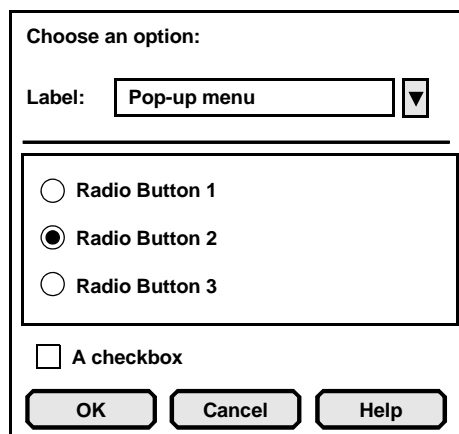 Choose an option:
Label: Pop-up menu ▼
Radio Button 1
Radio Button 2
Radio Button 3
A checkbox
OK Cancel Help